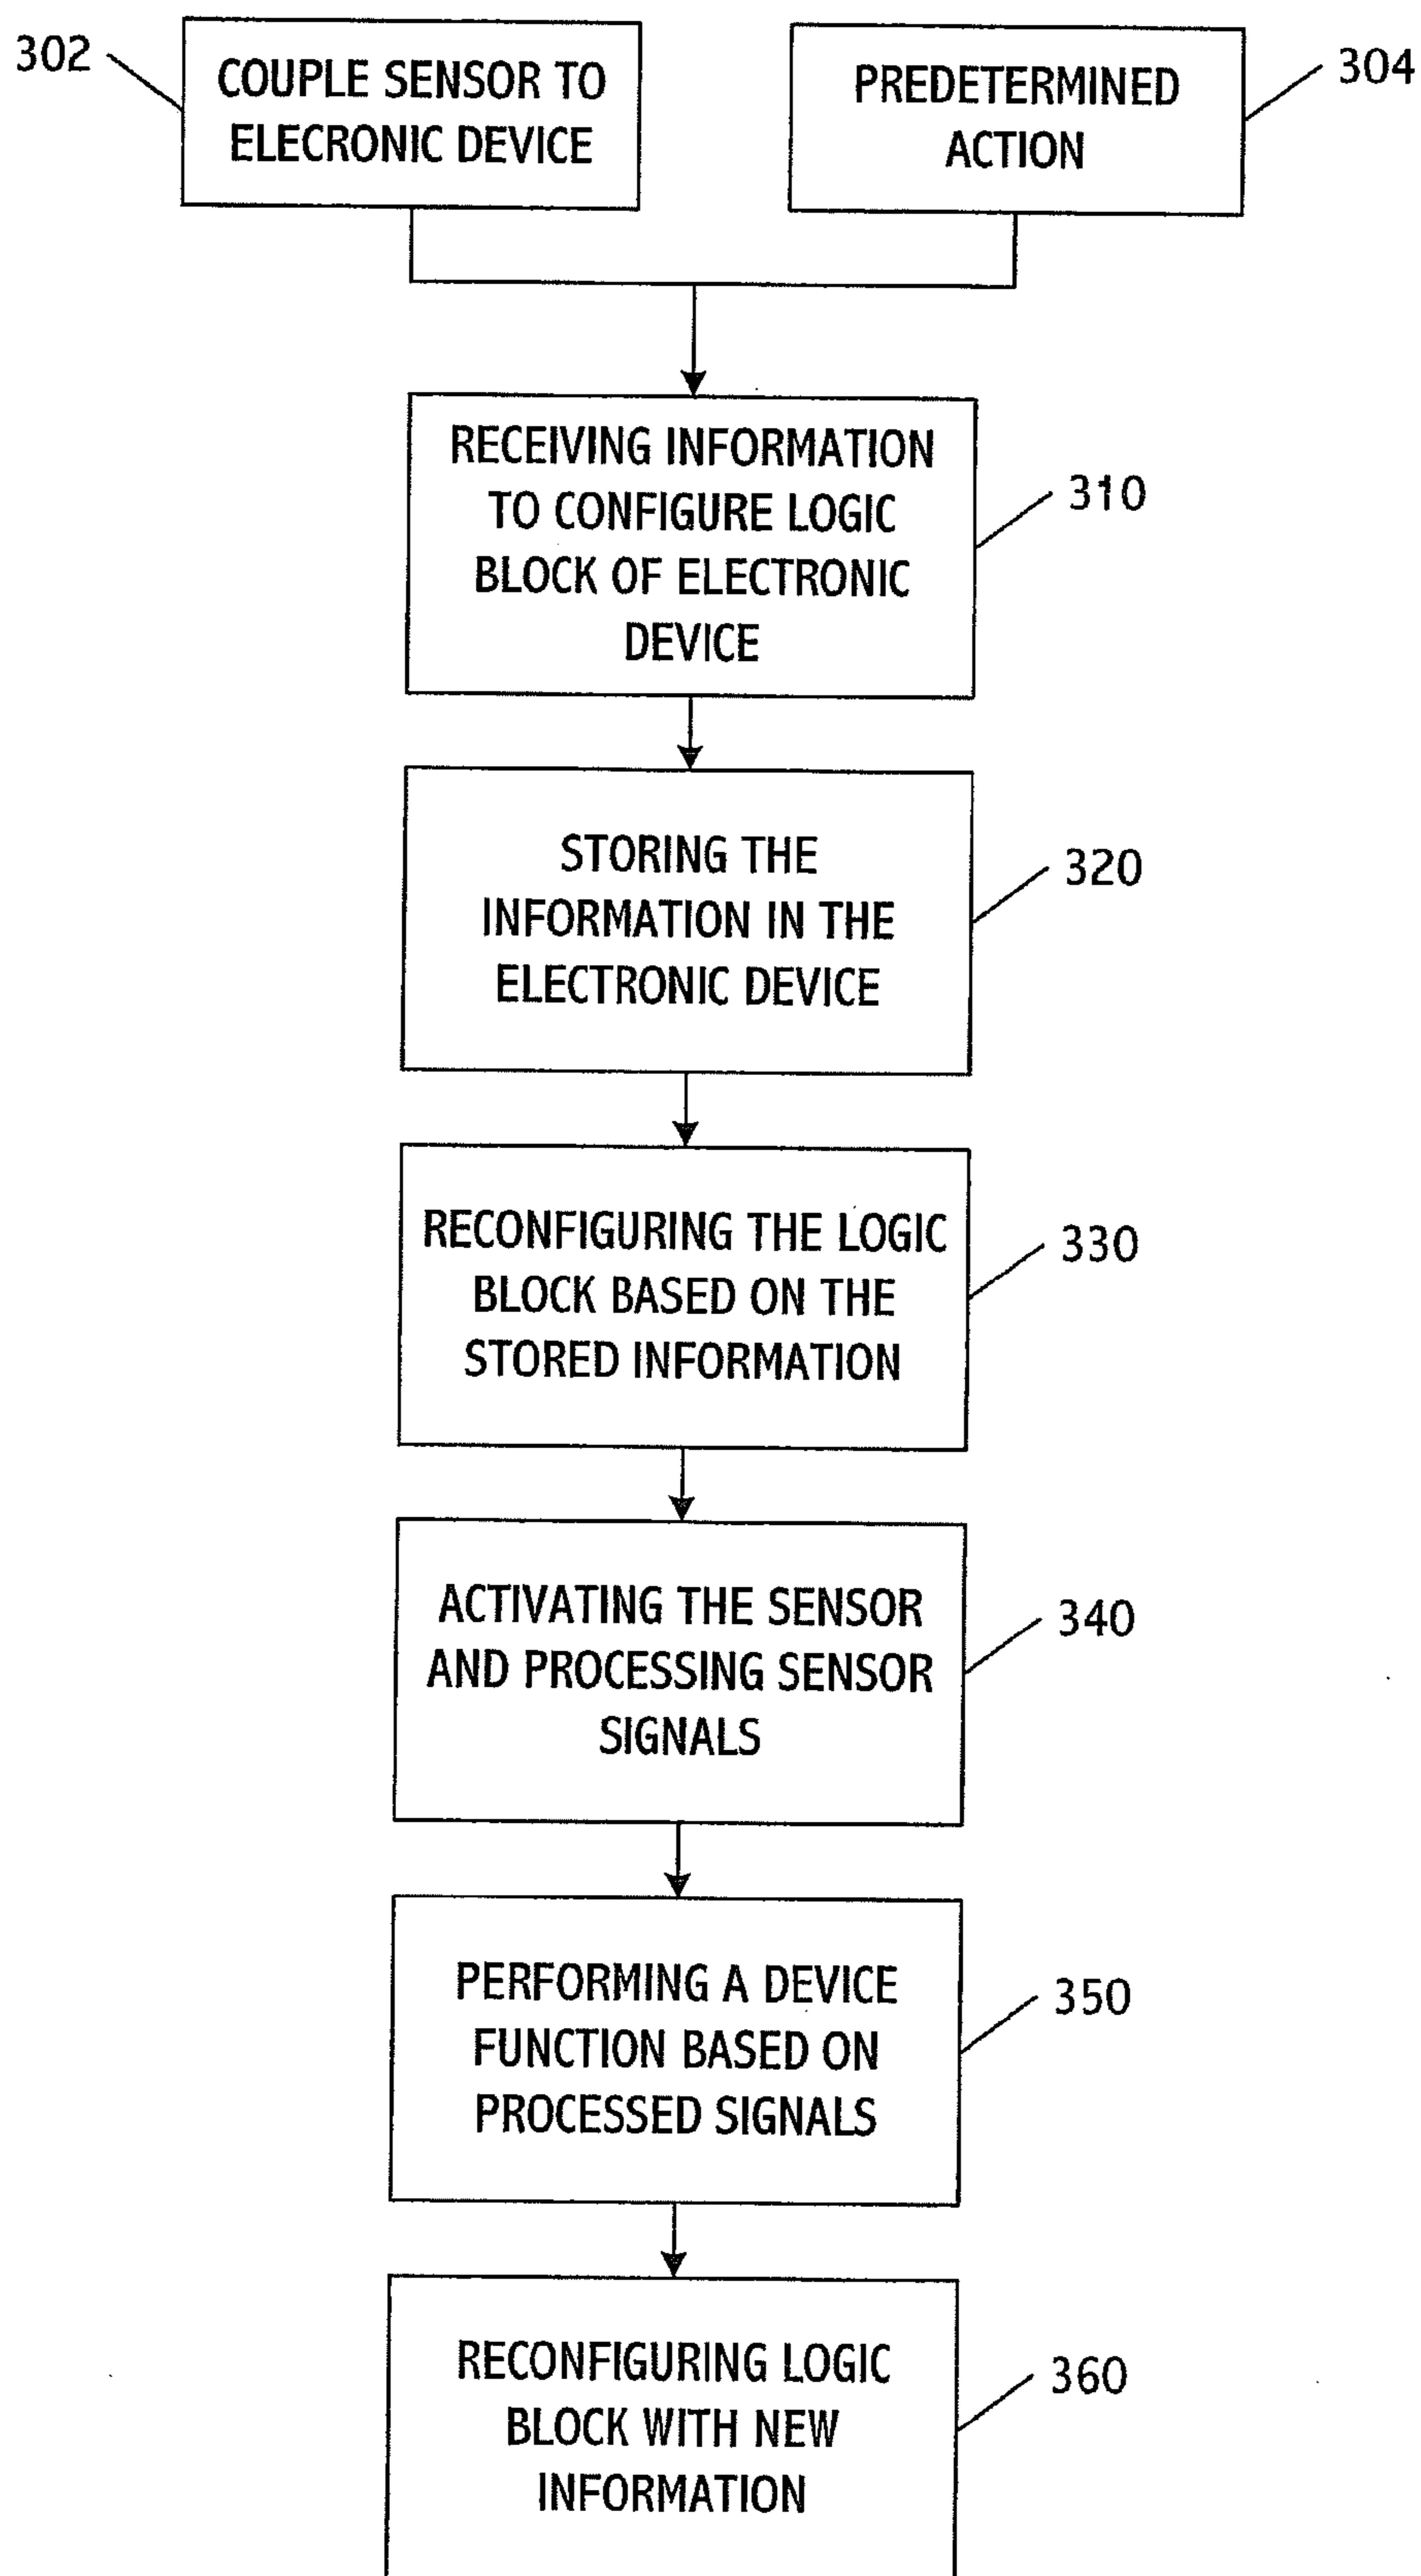 302
COUPLE SENSOR TO
ELECRONIC DEVICE
PREDETERMINED
ACTION
304
RECEIVING INFORMATION
TO CONFIGURE LOGIC
BLOCK OF ELECTRONIC
DEVICE
310
STORING THE
INFORMATION IN THE
ELECTRONIC DEVICE
320
RECONFIGURING THE LOGIC
BLOCK BASED ON THE
STORED INFORMATION
330
ACTIVATING THE SENSOR
AND PROCESSING SENSOR
SIGNALS
340
PERFORMING A DEVICE
FUNCTION BASED ON
PROCESSED SIGNALS
350
RECONFIGURING LOGIC
BLOCK WITH NEW
INFORMATION
360